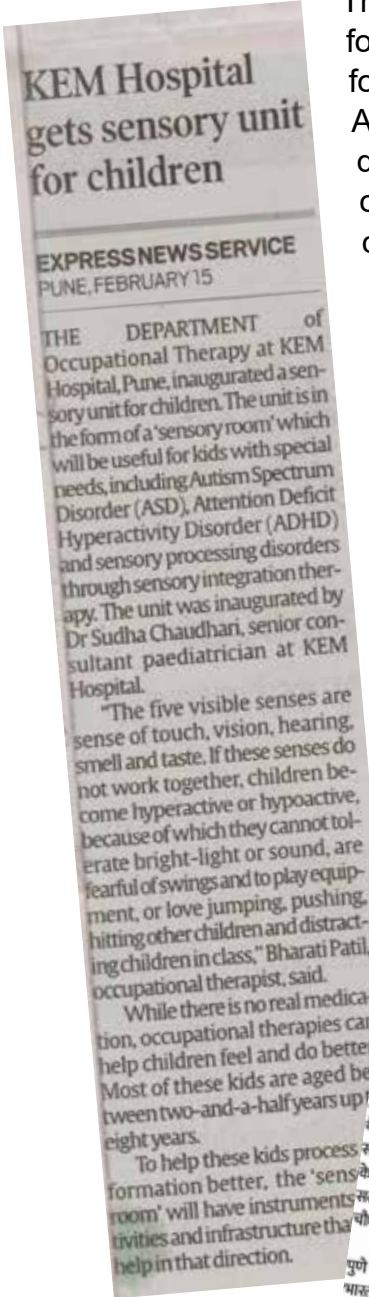 KEM Hospital
gets sensory unit
for children
EXPRESS NEWS SERVICE
PUNE, FEBRUARY 15
THE DEPARTMENT of
Occupational Therapy at KEM
Hospital, Pune, inaugurated a sen-
sory unit for children. The unit is in
the form of a 'sensory room' which
will be useful for kids with special
needs, including Autism Spectrum
Disorder (ASD), Attention Deficit
Hyperactivity Disorder (ADHD)
and sensory processing disorders
through sensory integration ther-
apy. The unit was inaugurated by
Dr Sudha Chaudhari, senior con-
sultant paediatrician at KEM
Hospital.
"The five visible senses are
sense of touch, vision, hearing,
smell and taste. If these senses do
not work together, children be-
come hyperactive or hypoactive,
because of which they cannot tol-
erate bright-light or sound, are
fearful of swings and to play equip-
ment, or love jumping, pushing,
hitting other children and distract-
ing children in class," Bharati Patil,
occupational therapist, said.
While there is no real medica-
tion, occupational therapies can
help children feel and do better.
Most of these kids are aged be-
tween two-and-a-half years up
eight years.
To help these kids process
formation better, the 'sens
room' will have instruments
tivities and infrastructure tha
help in that direction.
पुणे